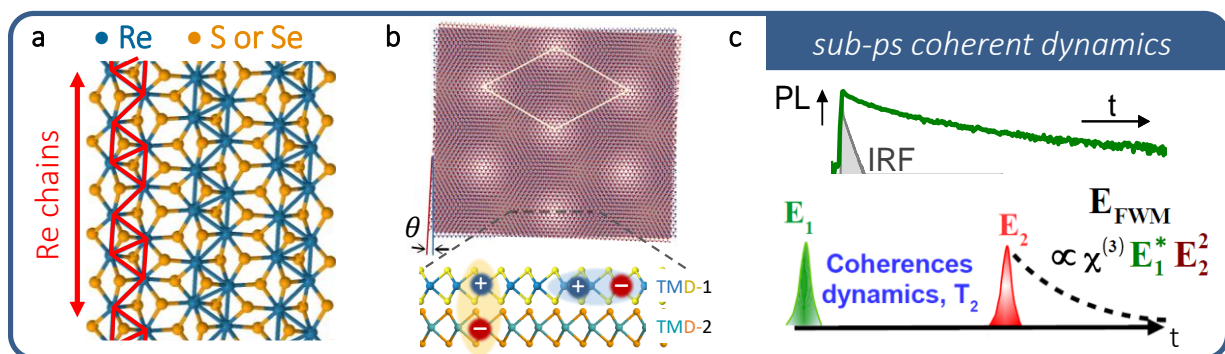 a
• Re • S or Se
Re chains
b
θ
+ + −
TMD-1
−
TMD-2
c
sub-ps coherent dynamics
PL
t
IRF
E₁
E₂
E_FWM
∝ χ⁽³⁾ E₁* E₂²
Coherences
dynamics, T₂
t